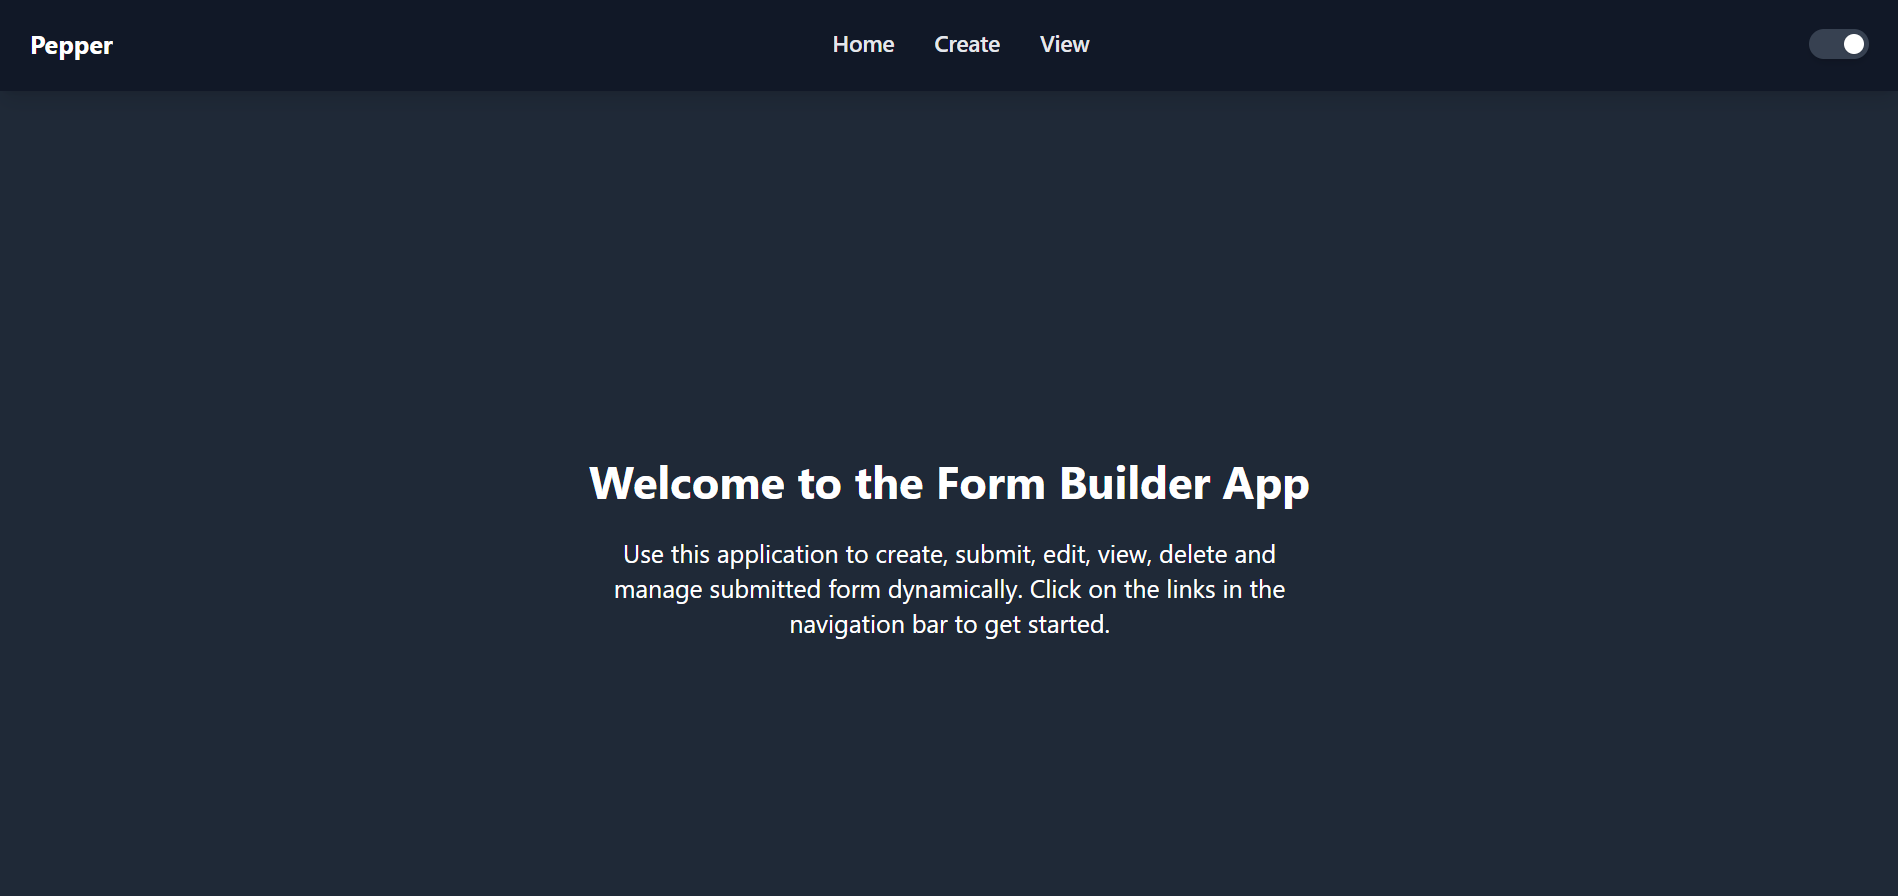 Pepper
Home Create View
Welcome to the Form Builder App
Use this application to create, submit, edit, view, delete and
manage submitted form dynamically. Click on the links in the
navigation bar to get started.